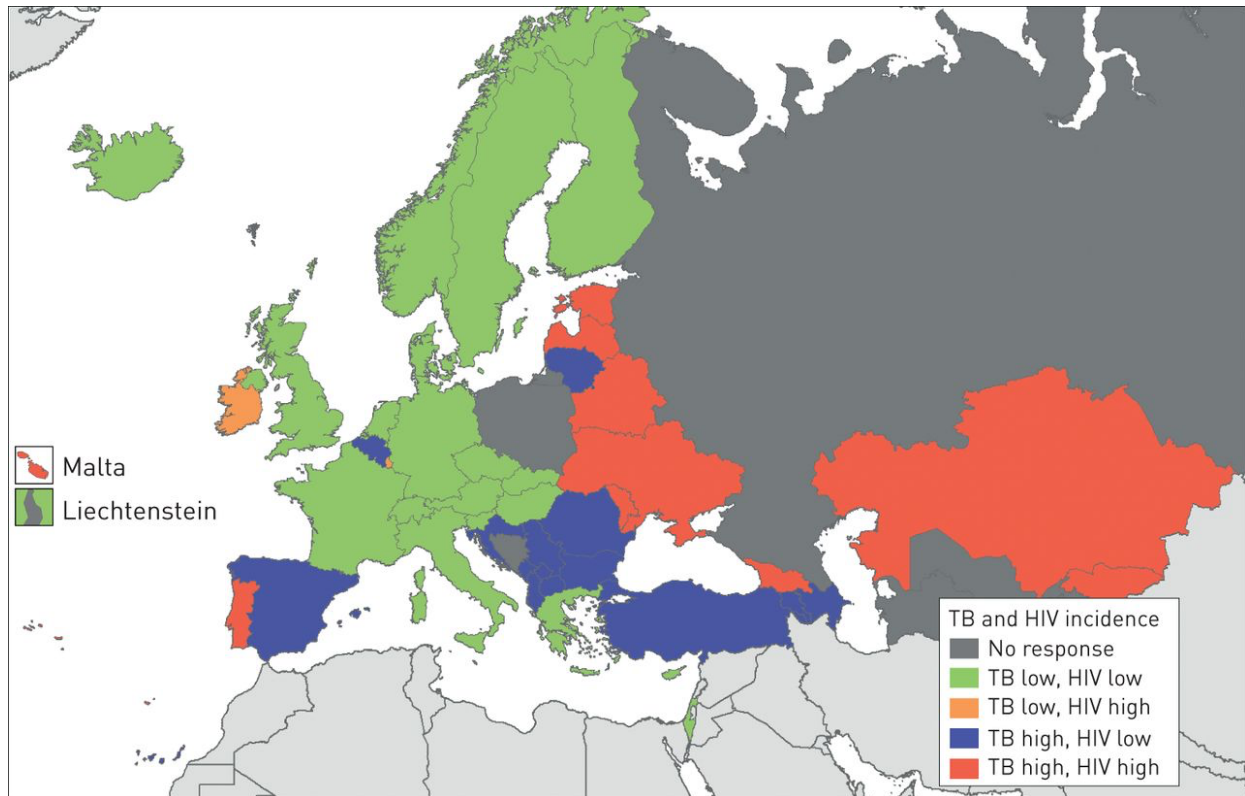 Malta
Liechtenstein
TB and HIV incidence
No response
TB low, HIV low
TB low, HIV high
TB high, HIV low
TB high, HIV high